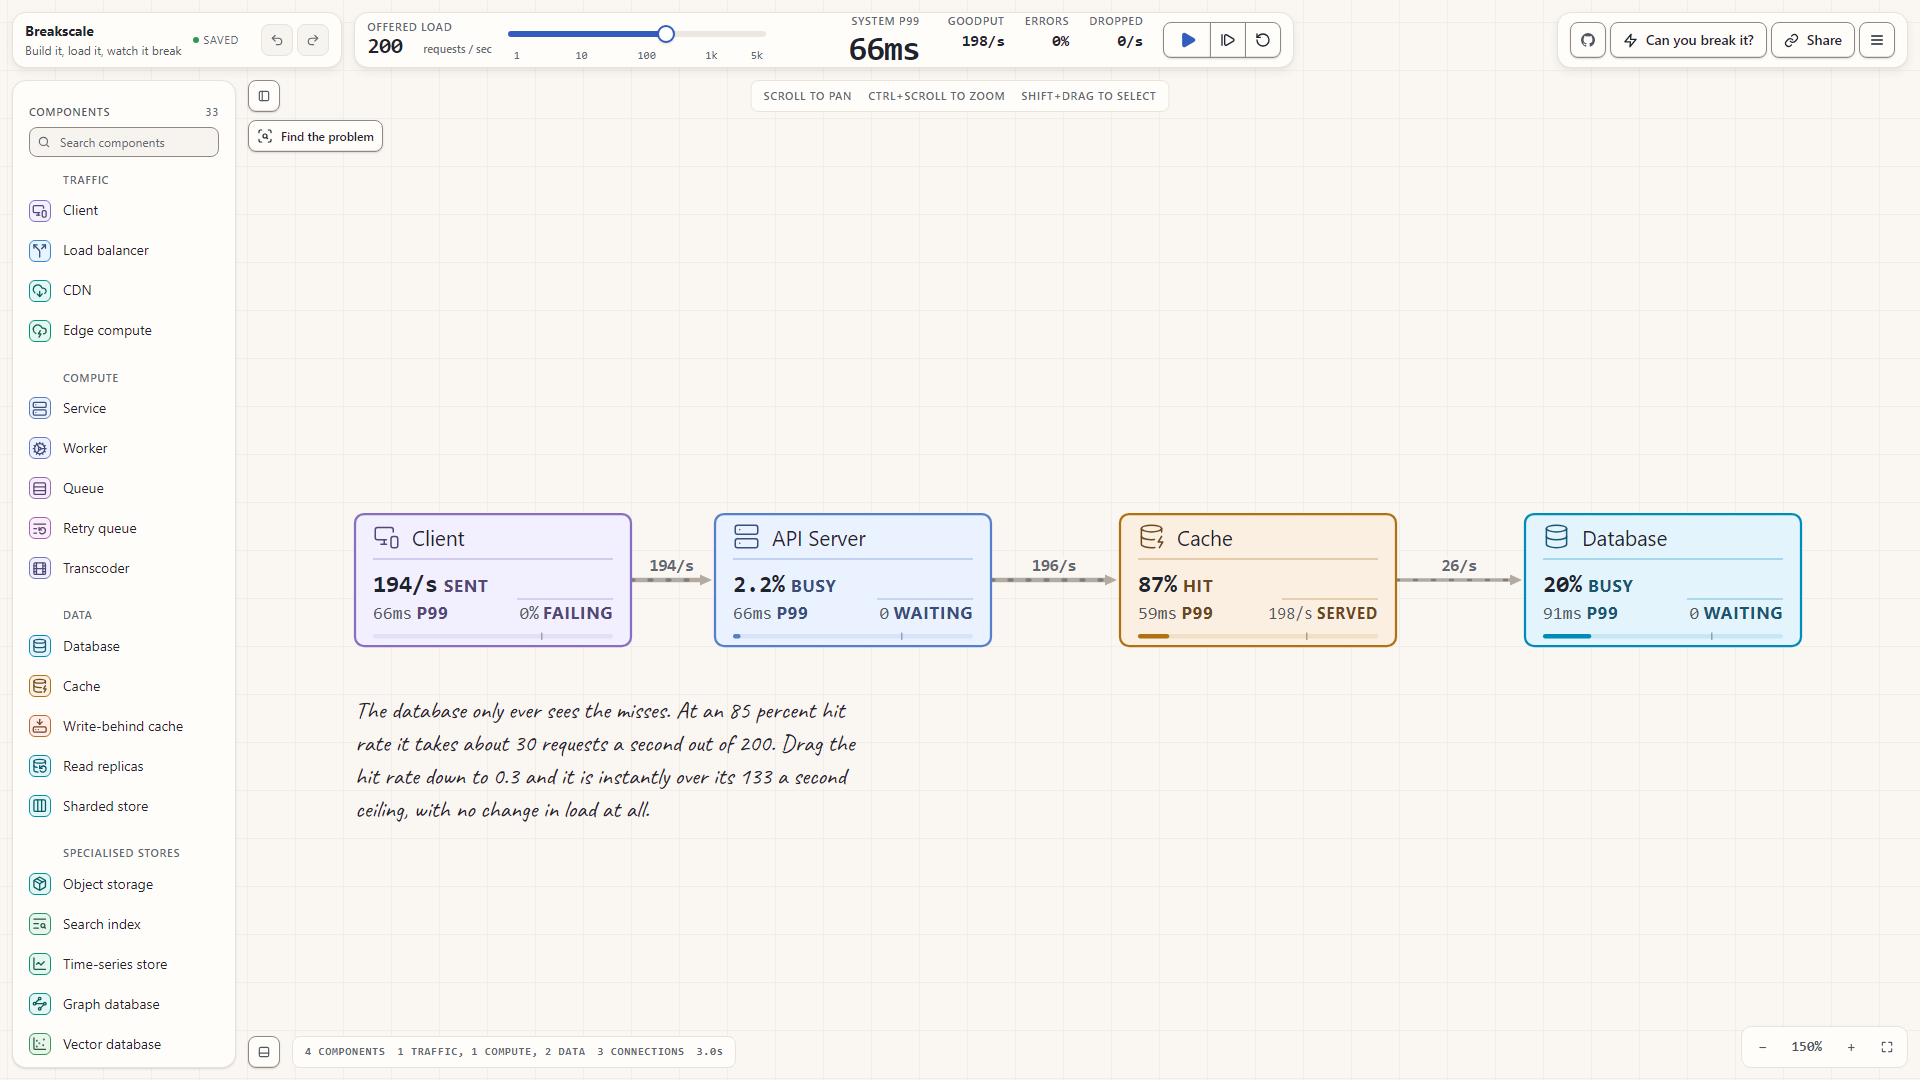 Breakscale
Build it, load it, watch it break
SAVED
OFFERED LOAD
200 requests / sec
1 10 100 1k 5k
SYSTEM P99
66ms
GOODPUT
198/s
ERRORS
0%
DROPPED
0/s
Can you break it?
Share
SCROLL TO PAN CTRL+SCROLL TO ZOOM SHIFT+DRAG TO SELECT
Find the problem
COMPONENTS 33
Search components
TRAFFIC
Client
Load balancer
CDN
Edge compute
COMPUTE
Service
Worker
Queue
Retry queue
Transcoder
DATA
Database
Cache
Write-behind cache
Read replicas
Sharded store
SPECIALISED STORES
Object storage
Search index
Time-series store
Graph database
Vector database
Client
194/s SENT
66ms P99 0% FAILING
194/s
API Server
2.2% BUSY
66ms P99 0 WAITING
196/s
Cache
87% HIT
59ms P99 198/s SERVED
26/s
Database
20% BUSY
91ms P99 0 WAITING
The database only ever sees the misses. At an 85 percent hit
rate it takes about 30 requests a second out of 200. Drag the
hit rate down to 0.3 and it is instantly over its 133 a second
ceiling, with no change in load at all.
4 COMPONENTS 1 TRAFFIC, 1 COMPUTE, 2 DATA 3 CONNECTIONS 3.0s
− 150% +